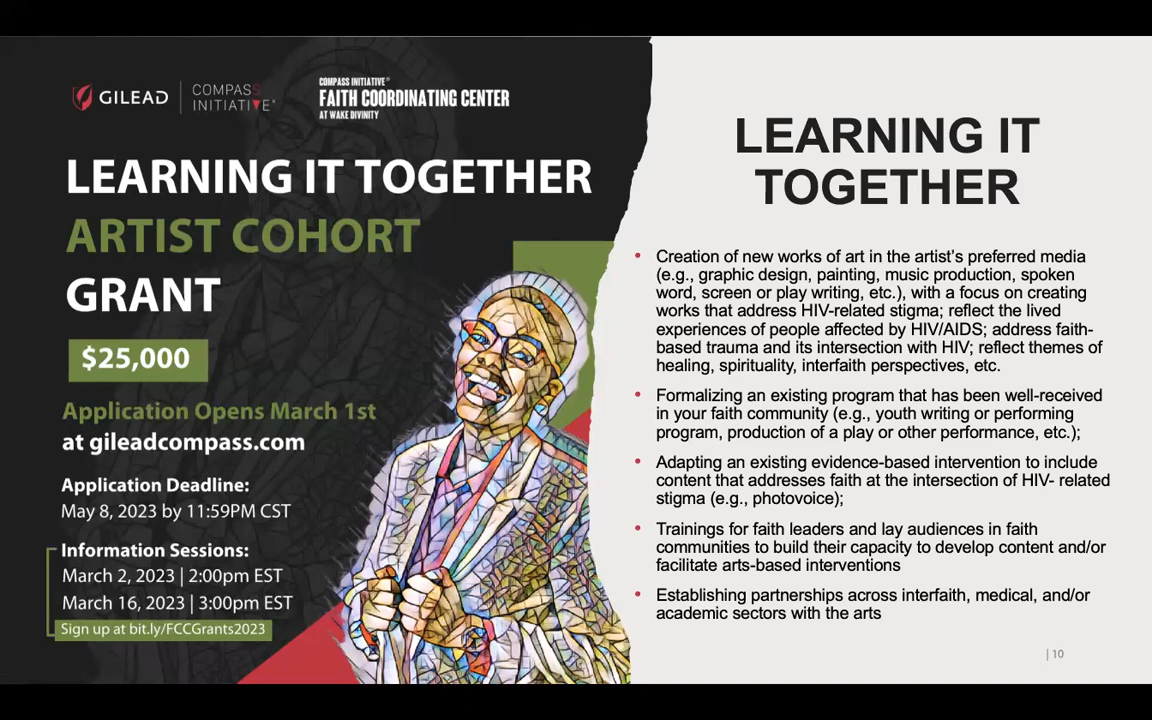 GILEAD
COMPASS
INITIATIVE®
COMPASS INITIATIVE®
FAITH COORDINATING CENTER
AT WAKE DIVINITY
LEARNING IT TOGETHER
ARTIST COHORT
GRANT
$25,000
Application Opens March 1st
at gileadcompass.com
Application Deadline:
May 8, 2023 by 11:59PM CST
Information Sessions:
March 2, 2023 | 2:00pm EST
March 16, 2023 | 3:00pm EST
Sign up at bit.ly/FCCGrants2023
LEARNING IT
TOGETHER
• Creation of new works of art in the artist's preferred media
(e.g., graphic design, painting, music production, spoken
word, screen or play writing, etc.), with a focus on creating
works that address HIV-related stigma; reflect the lived
experiences of people affected by HIV/AIDS; address faith-
based trauma and its intersection with HIV; reflect themes of
healing, spirituality, interfaith perspectives, etc.
• Formalizing an existing program that has been well-received
in your faith community (e.g., youth writing or performing
program, production of a play or other performance, etc.);
• Adapting an existing evidence-based intervention to include
content that addresses faith at the intersection of HIV- related
stigma (e.g., photovoice);
• Trainings for faith leaders and lay audiences in faith
communities to build their capacity to develop content and/or
facilitate arts-based interventions
• Establishing partnerships across interfaith, medical, and/or
academic sectors with the arts
| 10